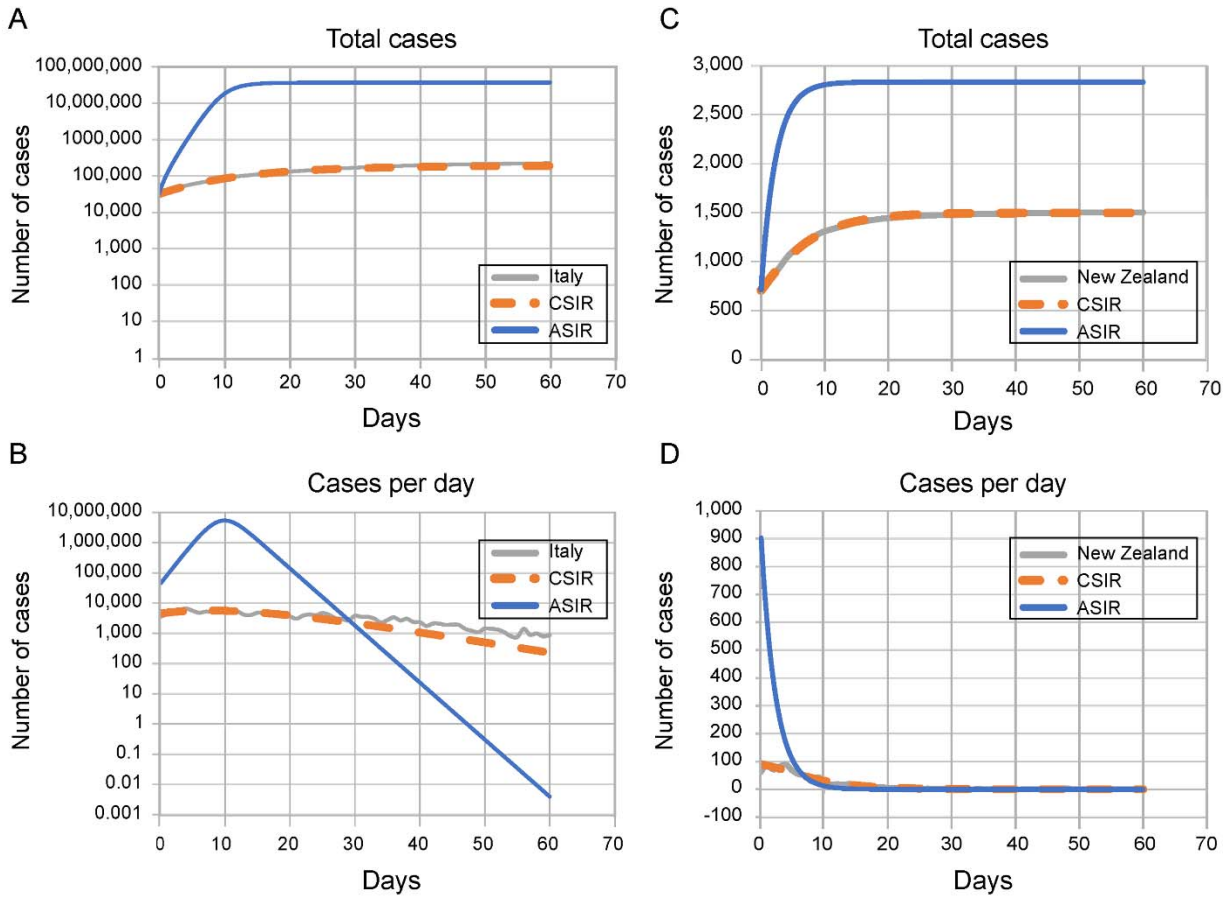 A
Total cases
100,000,000
10,000,000
1000,000
100,000
10,000
1,000
100
10
1
Number of cases
0 10 20 30 40 50 60 70
Days
Italy
CSIR
ASIR
B
Cases per day
10,000,000
1,000,000
100,000
10,000
1,000
100
10
1
0.1
0.01
0.001
Number of cases
0 10 20 30 40 50 60 70
Days
Italy
CSIR
ASIR
C
Total cases
3,000
2,500
2,000
1,500
1,000
500
0
Number of cases
0 10 20 30 40 50 60 70
Days
New Zealand
CSIR
ASIR
D
Cases per day
1,000
900
800
700
600
500
400
300
200
100
0
-100
Number of cases
0 10 20 30 40 50 60 70
Days
New Zealand
CSIR
ASIR